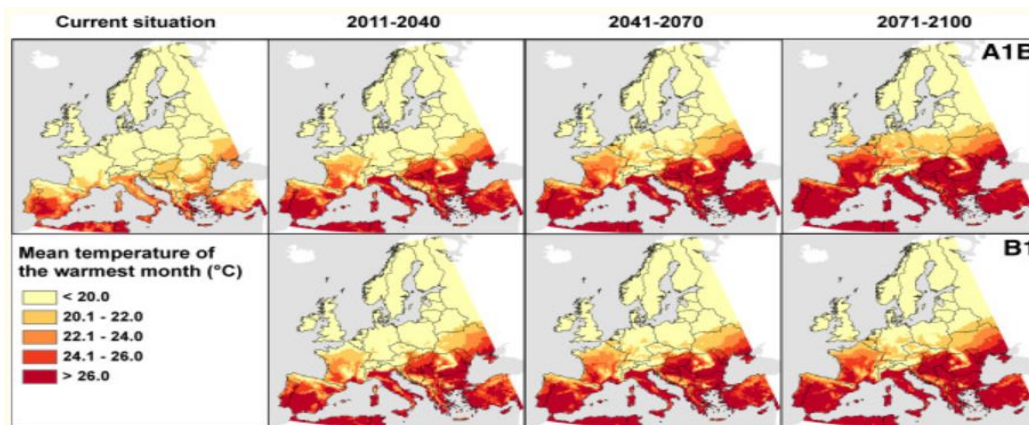 Current situation
2011-2040
2041-2070
2071-2100
A1B
Mean temperature of
the warmest month (°C)
< 20.0
20.1 - 22.0
22.1 - 24.0
24.1 - 26.0
> 26.0
B1